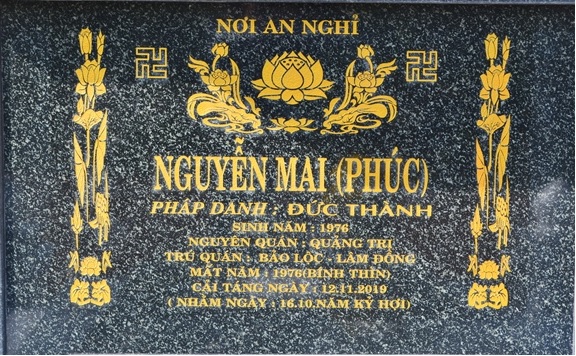 NƠI AN NGHỈ
NGUYỄN MAI (PHÚC)
PHÁP DANH : ĐỨC THÀNH
SINH NĂM : 1976
NGUYÊN QUÁN : QUẢNG TRỊ
TRÚ QUÁN : BẢO LỘC - LÂM ĐỒNG
MẤT NĂM : 1976(BÍNH THÌN)
CẢI TÁNG NGÀY : 12.11.2019
( NHẰM NGÀY : 16.10.NĂM KỶ HỢI)